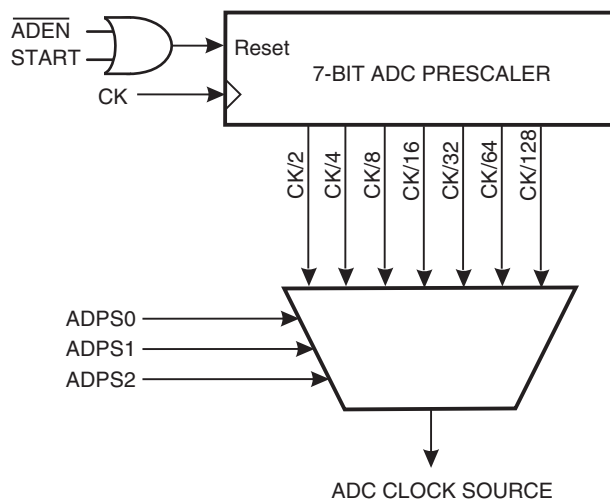 ADEN
START
Reset
7-BIT ADC PRESCALER
CK
CK/2
CK/4
CK/8
CK/16
CK/32
CK/64
CK/128
ADPS0
ADPS1
ADPS2
ADC CLOCK SOURCE